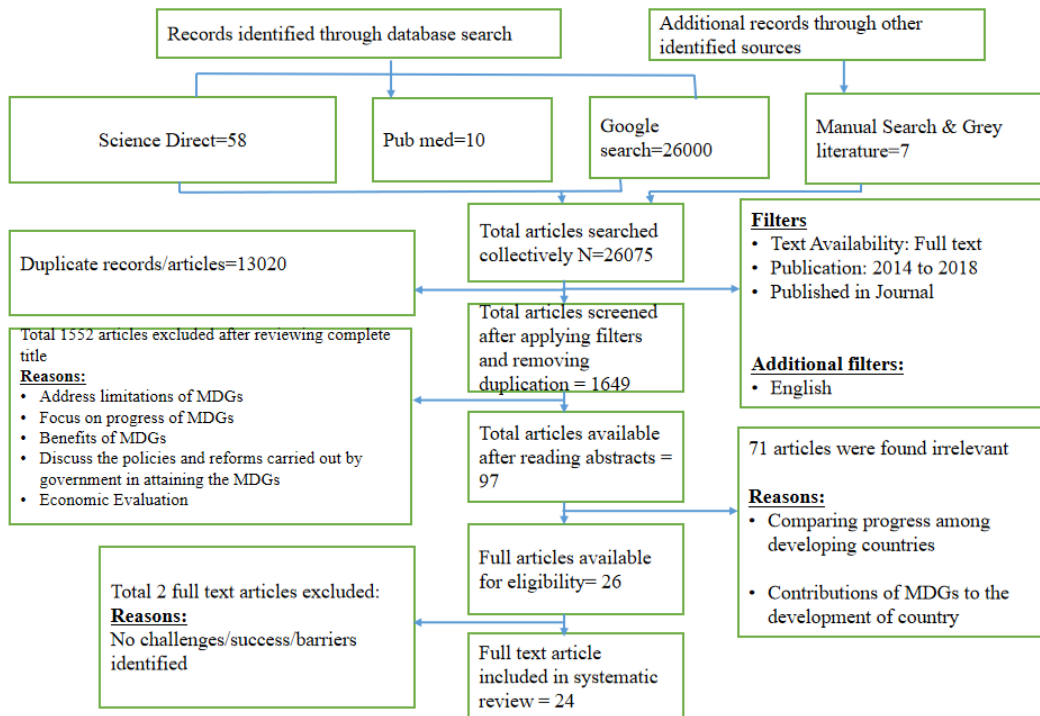 Records identified through database search
Additional records through other
identified sources
Science Direct=58
Pub med=10
Google
search=26000
Manual Search & Grey
literature=7
Total articles searched
collectively N=26075
Filters
• Text Availability: Full text
• Publication: 2014 to 2018
• Published in Journal
Additional filters:
• English
Duplicate records/articles=13020
Total articles screened
after applying filters
and removing
duplication = 1649
Total 1552 articles excluded after reviewing complete
title
Reasons:
• Address limitations of MDGs
• Focus on progress of MDGs
• Benefits of MDGs
• Discuss the policies and reforms carried out by
government in attaining the MDGs
• Economic Evaluation
Total articles available
after reading abstracts =
97
71 articles were found irrelevant
Reasons:
• Comparing progress among
developing countries
• Contributions of MDGs to the
development of country
Full articles available
for eligibility= 26
Total 2 full text articles excluded:
Reasons:
No challenges/success/barriers
identified
Full text article
included in systematic
review = 24